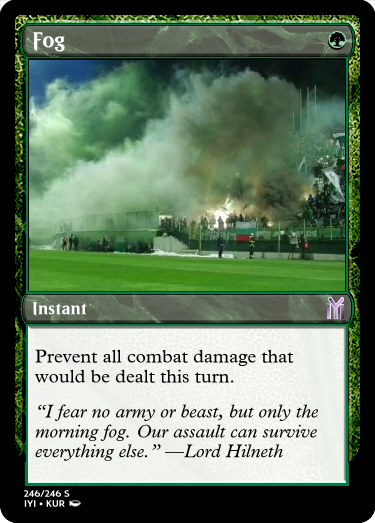 Fog
Instant
Prevent all combat damage that
would be dealt this turn.
“I fear no army or beast, but only the
morning fog. Our assault can survive
everything else.” —Lord Hilneth
246/246 S
IYI • KUR